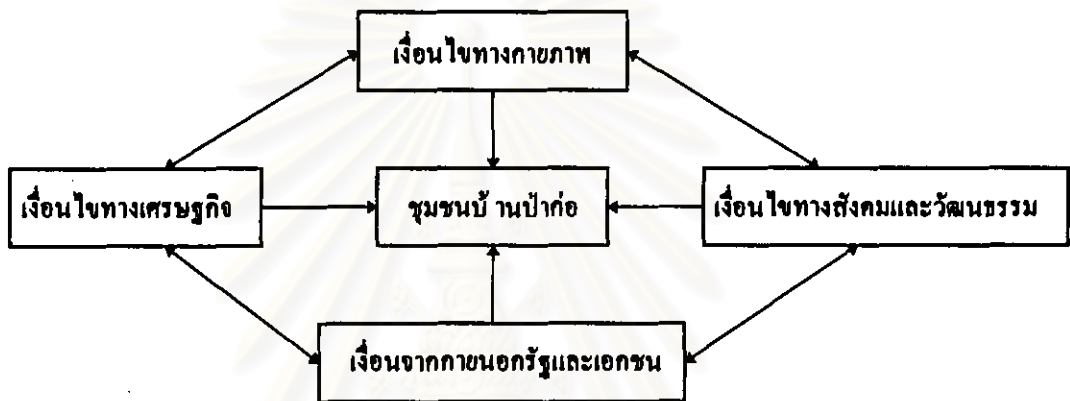 เงื่อนไขทางกายภาพ
เงื่อนไขทางเศรษฐกิจ
ชุมชนบ้านป่าก่อ
เงื่อนไขทางสังคมและวัฒนธรรม
เงื่อนจากภายนอกรัฐและเอกชน